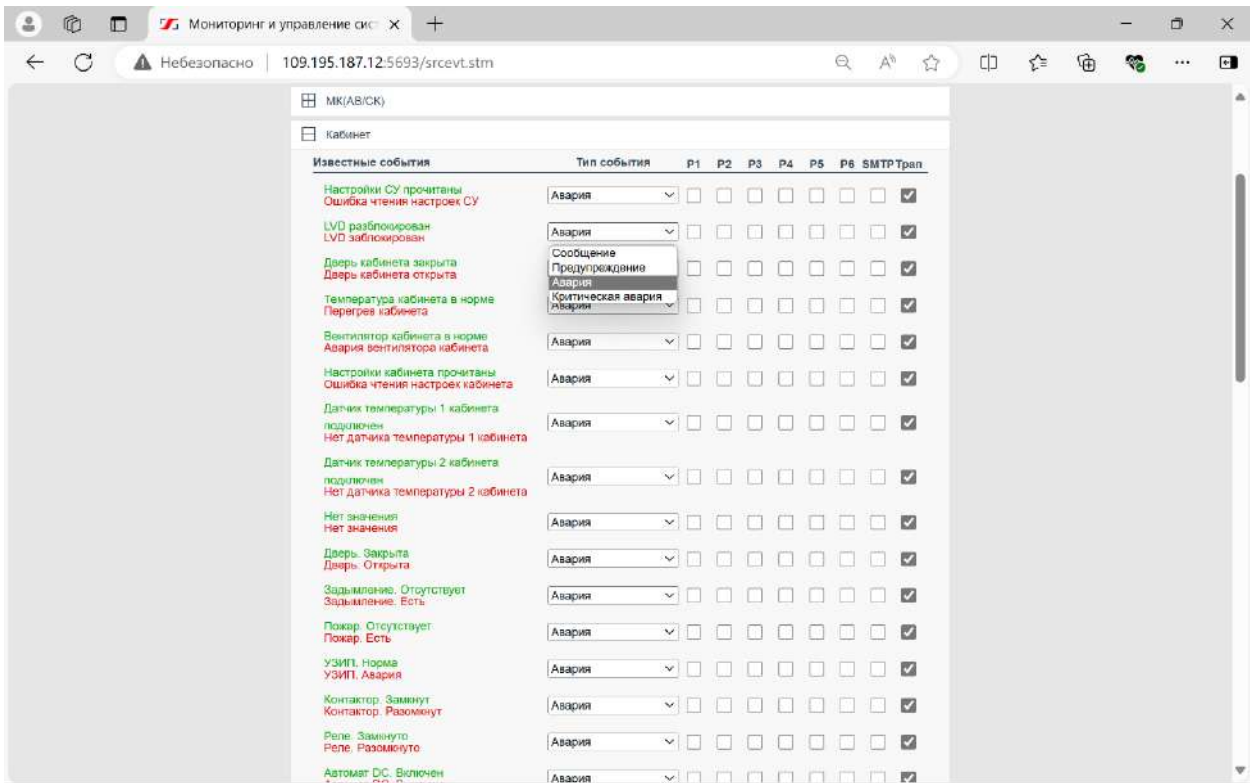 Мониторинг и управление сис
Небезопасно 109.195.187.12:5693/srcevt.stm
МК(АВ/СК)
Кабинет
Известные события Тип события P1 P2 P3 P4 P5 P6 SMTP Трап
Настройки СУ прочитаны
Ошибка чтения настроек СУ
Авария
LVD разблокирован
LVD заблокирован
Авария
Сообщение
Предупреждение
Авария
Критическая авария
Дверь кабинета закрыта
Дверь кабинета открыта
Температура кабинета в норме
Перегрев кабинета
Авария
Вентилятор кабинета в норме
Авария вентилятора кабинета
Авария
Настройки кабинета прочитаны
Ошибка чтения настроек кабинета
Авария
Датчик температуры 1 кабинета
подключен
Нет датчика температуры 1 кабинета
Авария
Датчик температуры 2 кабинета
подключен
Нет датчика температуры 2 кабинета
Авария
Нет значения
Нет значения
Авария
Дверь. Закрыта
Дверь. Открыта
Авария
Задымление. Отсутствует
Задымление. Есть
Авария
Пожар. Отсутствует
Пожар. Есть
Авария
УЗИП. Норма
УЗИП. Авария
Авария
Контактор. Замкнут
Контактор. Разомкнут
Авария
Реле. Замкнуто
Реле. Разомкнуто
Авария
Автомат DC. Включен
Авария